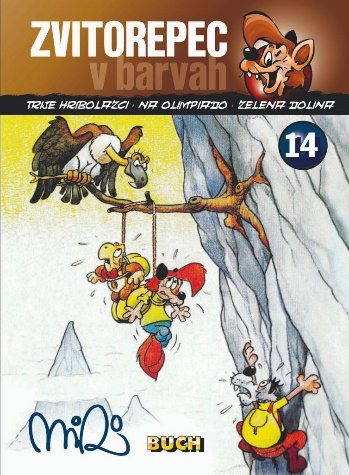 ZVITOREPEC
v barvah
TRIJE HRIBOLAZCI · NA OLIMPIADO · ZELENA DOLINA
14
MIKI
BUCH